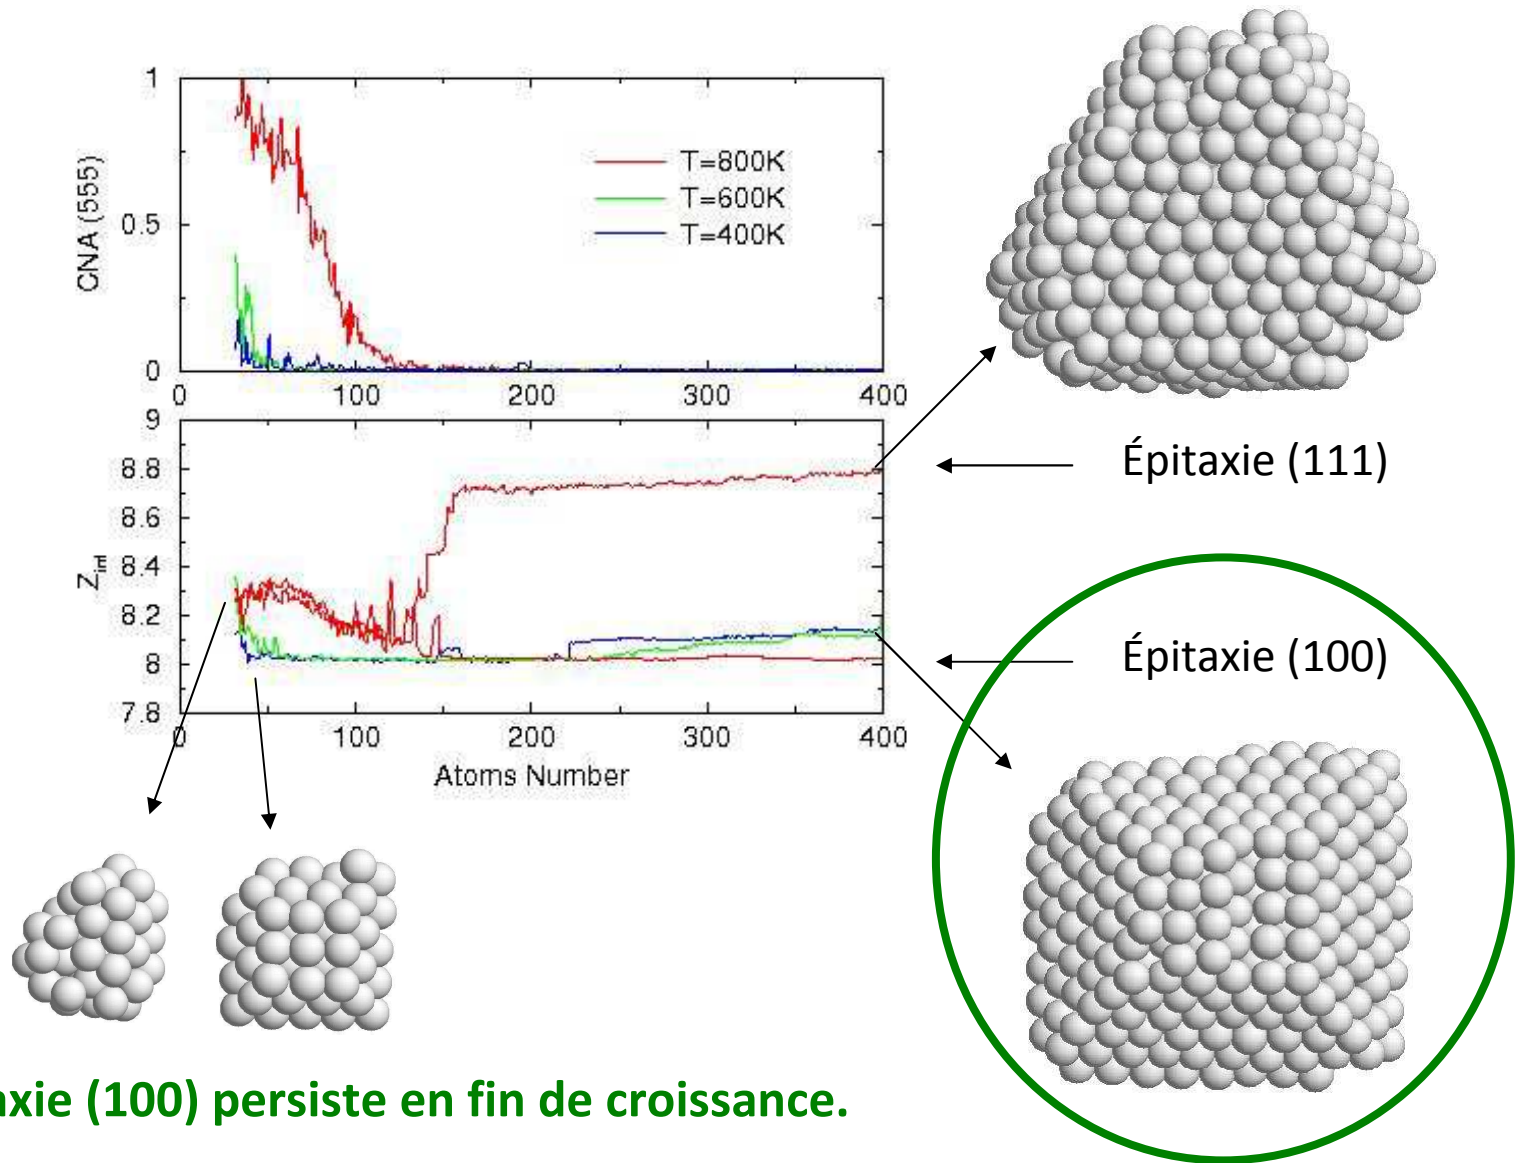 1
0.5
0
CNA (555)
T=800K
T=600K
T=400K
0 100 200 300 400
9
8.8
8.6
8.4
8.2
8
7.8
0 100 200 300 400
Atoms Number
Épitaxie (111)
Épitaxie (100)
(100) persiste en fin de croissance.